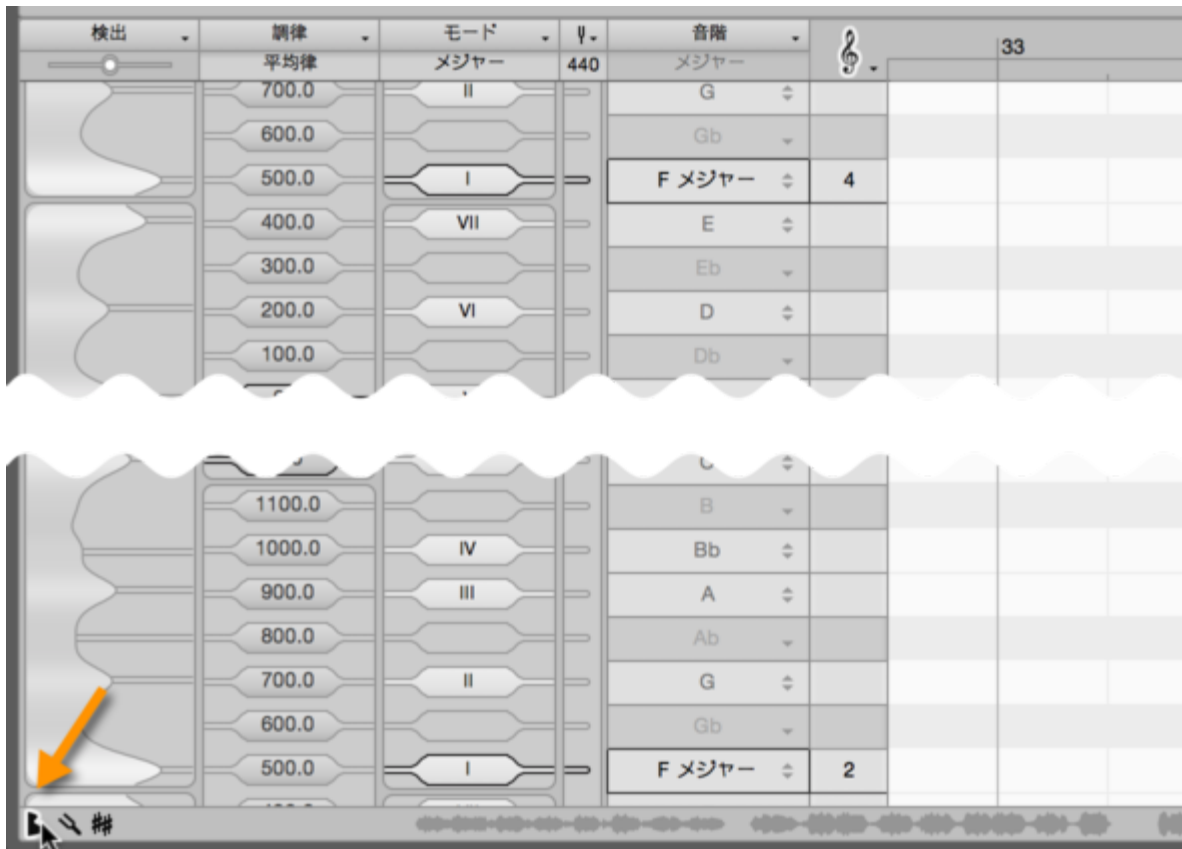 検出 調律 モード 音階
平均律 メジャー 440 メジャー 33
700.0 II G
600.0 Gb
500.0 I F メジャー 4
400.0 VII E
300.0 Eb
200.0 VI D
100.0 Db
C
1100.0 B
1000.0 IV Bb
900.0 III A
800.0 Ab
700.0 II G
600.0 Gb
500.0 I F メジャー 2